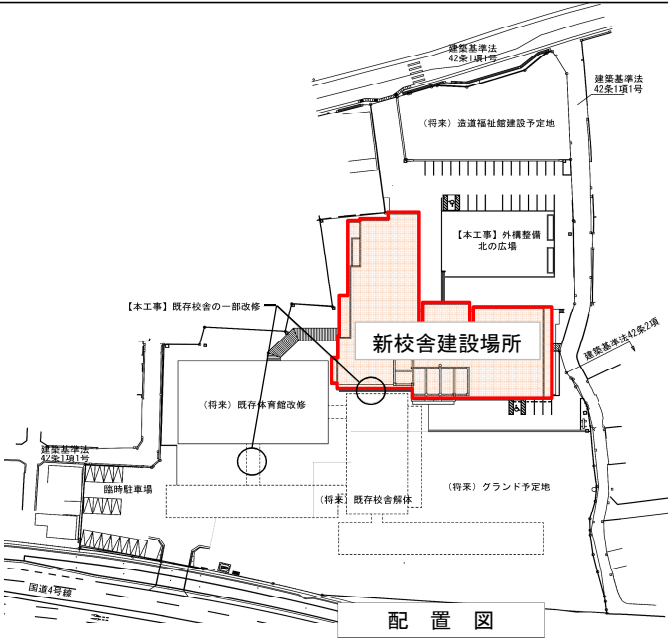 建築基準法
42条1項1号
建築基準法
42条1項1号
（将来）造道福祉館建設予定地
【本工事】外構整備
北の広場
【本工事】既存校舎の一部改修
新校舎建設場所
建築基準法42条2項
（将来）既存体育館改修
建築基準法
42条1項1号
臨時駐車場
（将来）既存校舎解体
（将来）グランド予定地
国道4号線
配置図